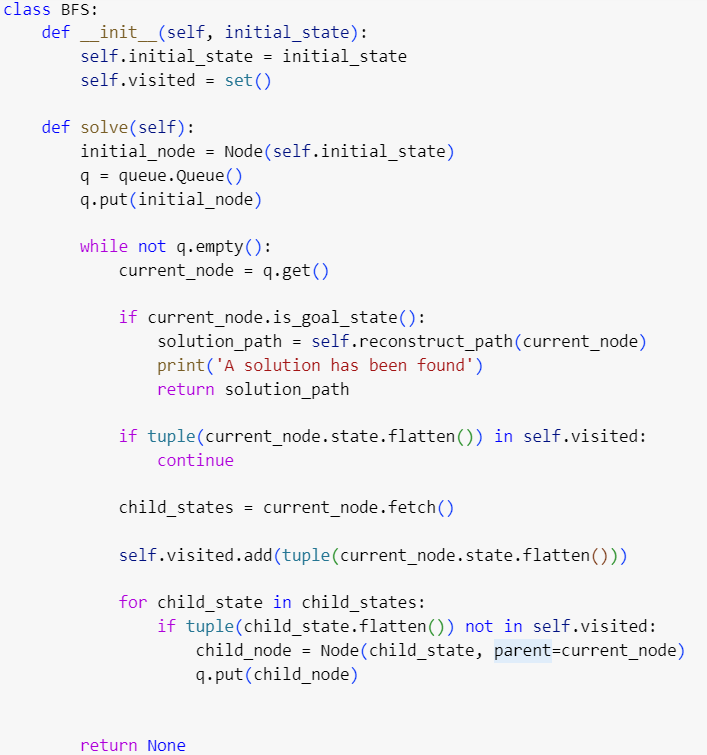 class BFS:
    def __init__(self, initial_state):
        self.initial_state = initial_state
        self.visited = set()
    def solve(self):
        initial_node = Node(self.initial_state)
        q = queue.Queue()
        q.put(initial_node)
        while not q.empty():
            current_node = q.get()
            if current_node.is_goal_state():
                solution_path = self.reconstruct_path(current_node)
                print('A solution has been found')
                return solution_path
            if tuple(current_node.state.flatten()) in self.visited:
                continue
            child_states = current_node.fetch()
            self.visited.add(tuple(current_node.state.flatten()))
            for child_state in child_states:
                if tuple(child_state.flatten()) not in self.visited:
                    child_node = Node(child_state, parent=current_node)
                    q.put(child_node)
        return None